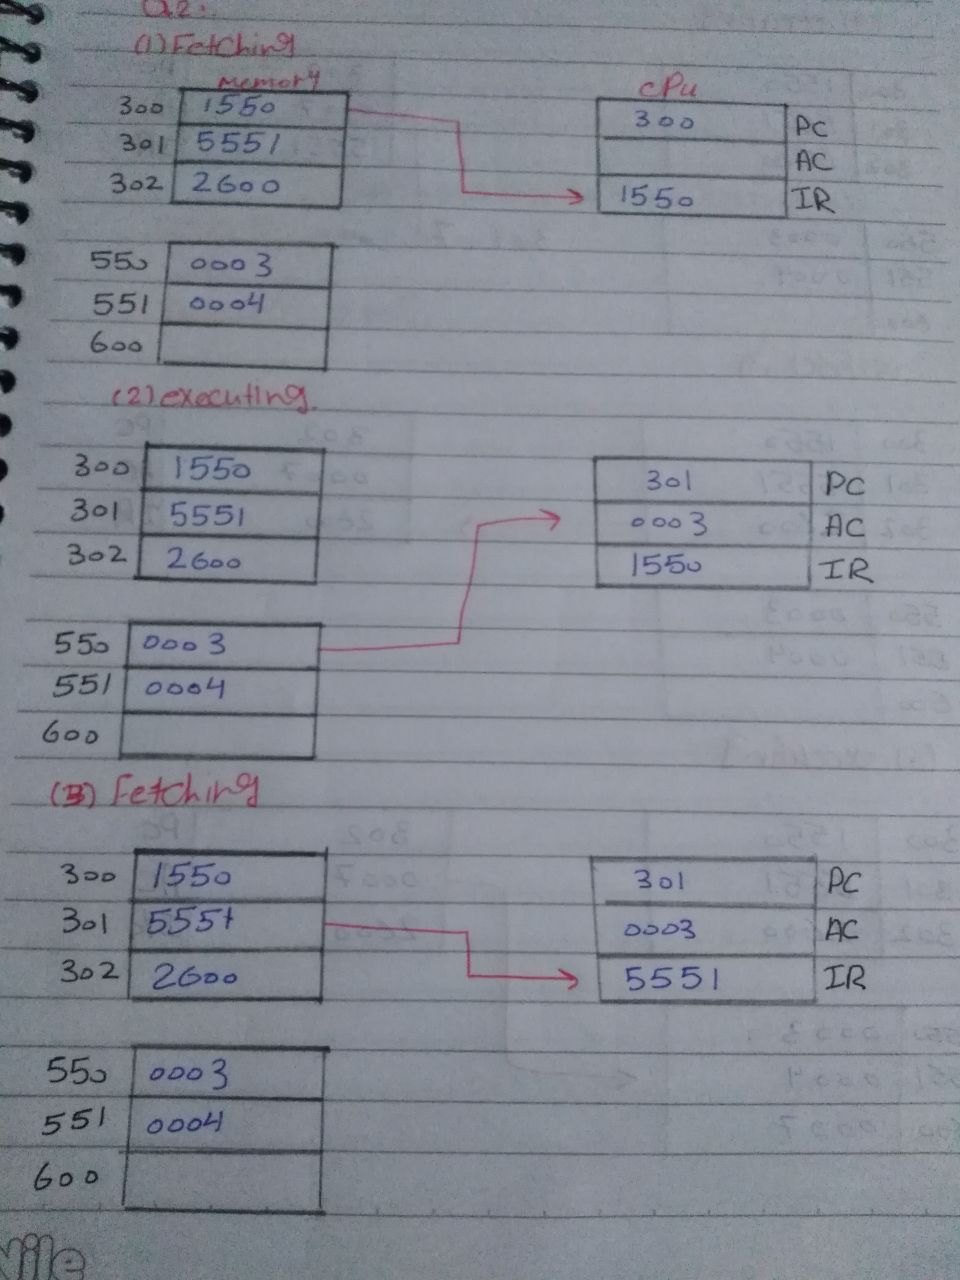 Q2.
(1) Fetching
memory CPU
300 1550 300 PC
301 5551 AC
302 2600 1550 IR
550 0003
551 0004
600
(2) executing.
300 1550 301 PC
301 5551 0003 AC
302 2600 1550 IR
550 0003
551 0004
600
(3) Fetching
300 1550 301 PC
301 5551 0003 AC
302 2600 5551 IR
550 0003
551 0004
600
Nile